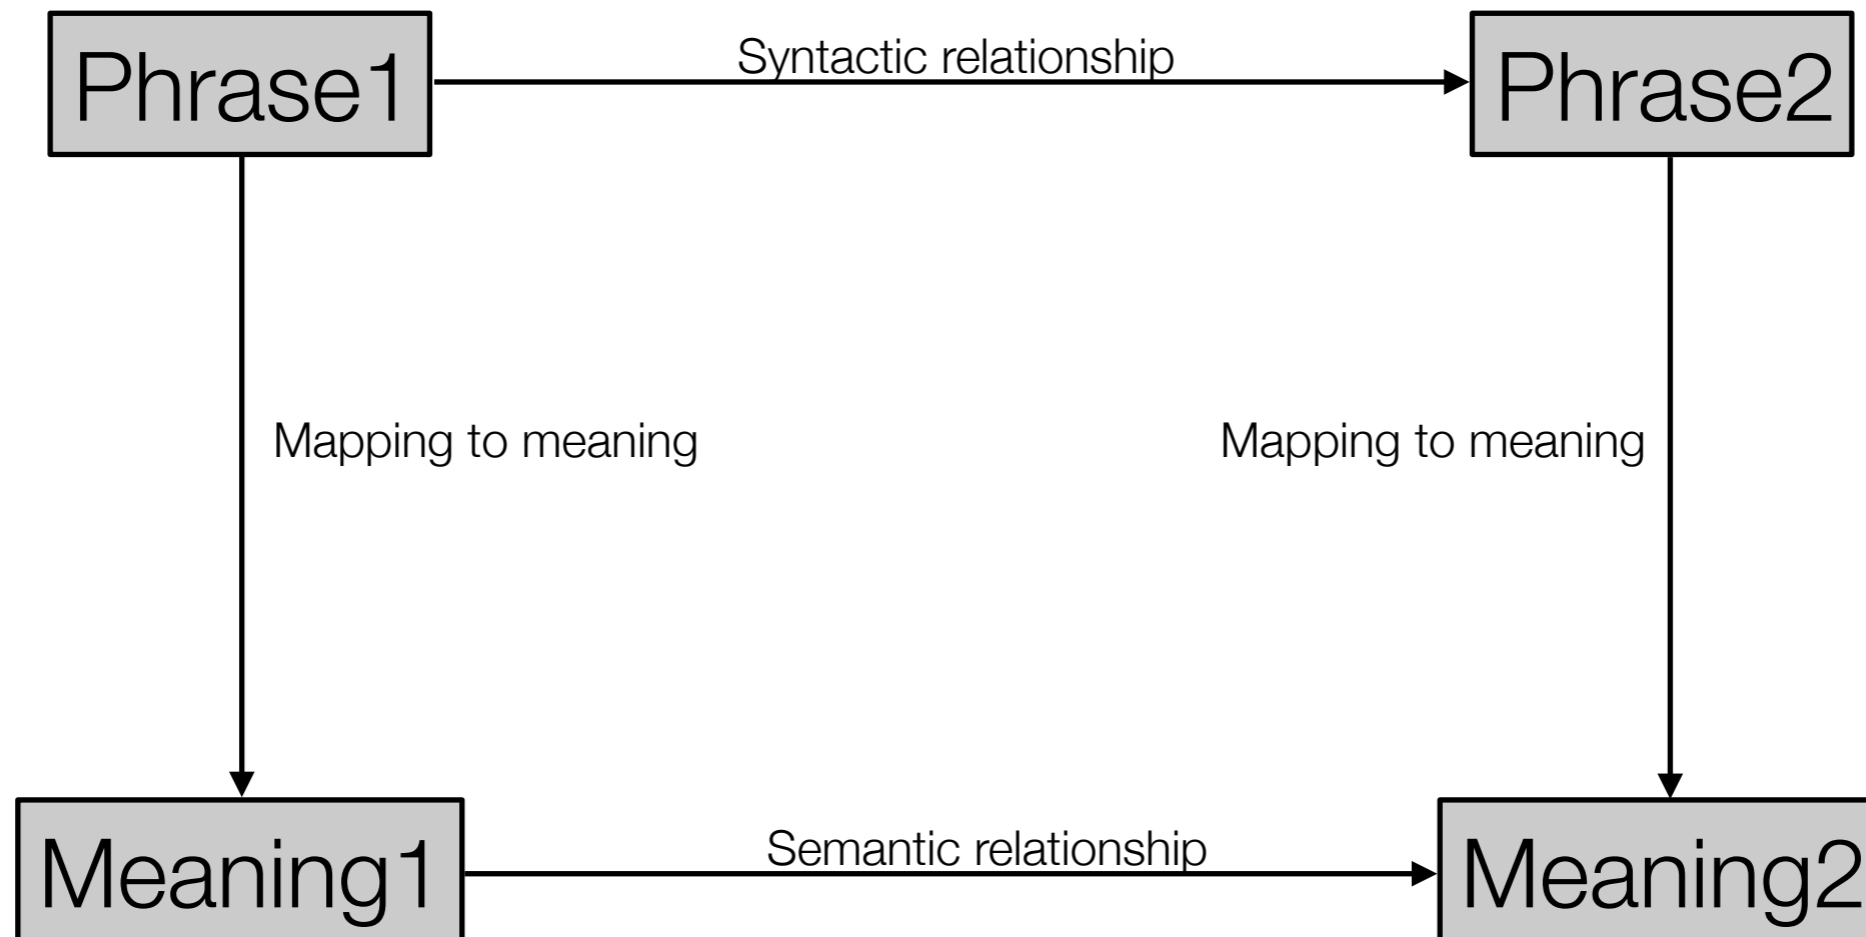 Phrase1
Syntactic relationship
Phrase2
Mapping to meaning
Mapping to meaning
Meaning1
Semantic relationship
Meaning2